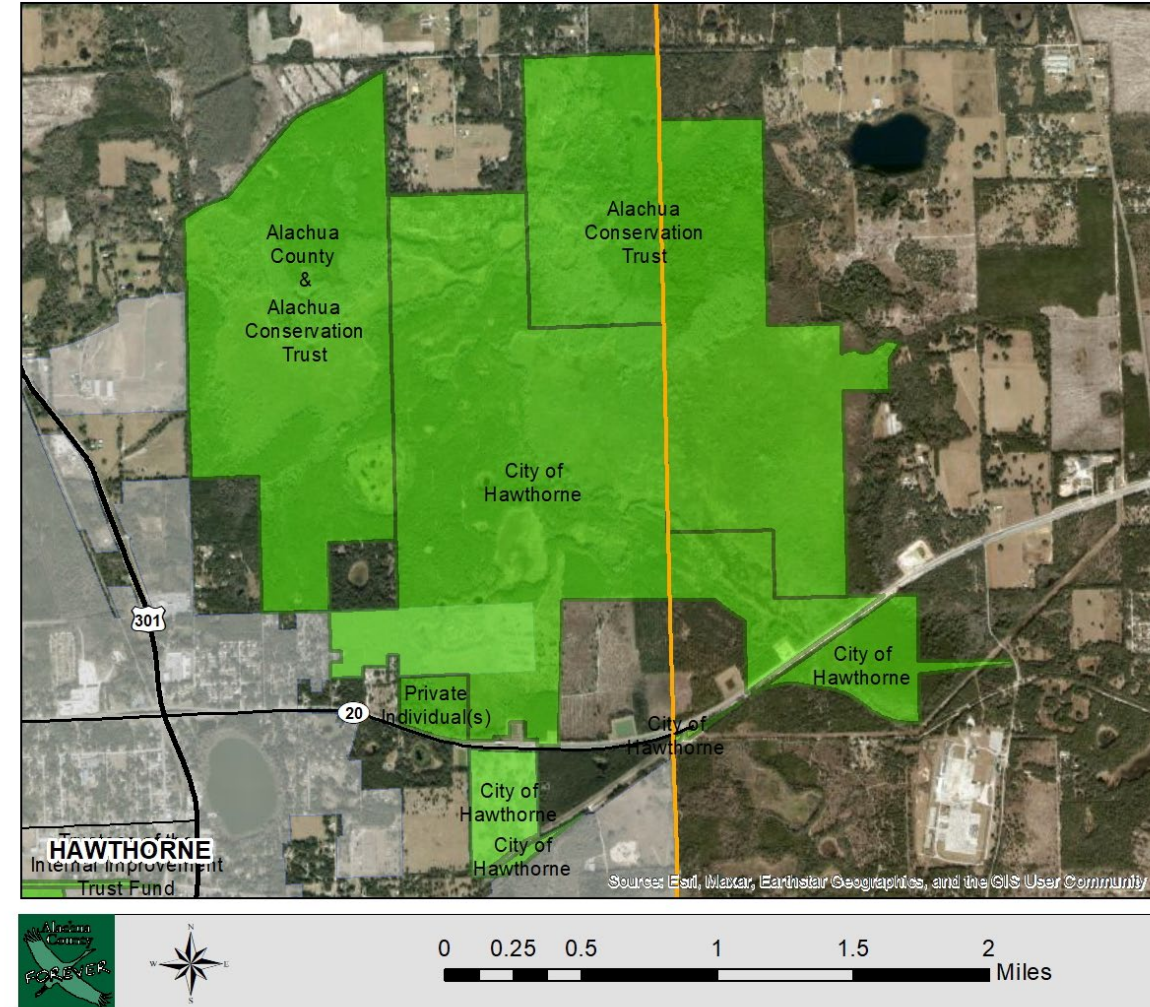 Alachua
County
&
Alachua
Conservation
Trust
Alachua
Conservation
Trust
City of
Hawthorne
301
20
Private
Individual(s)
City of
Hawthorne
City of
Hawthorne
City of
Hawthorne
City of
Hawthorne
HAWTHORNE
Internal Improvement
Trust Fund
Source: Esri, Maxar, Earthstar Geographics, and the GIS User Community
Alachua
County
FOREVER
N
W
E
S
0 0.25 0.5 1 1.5 2
Miles